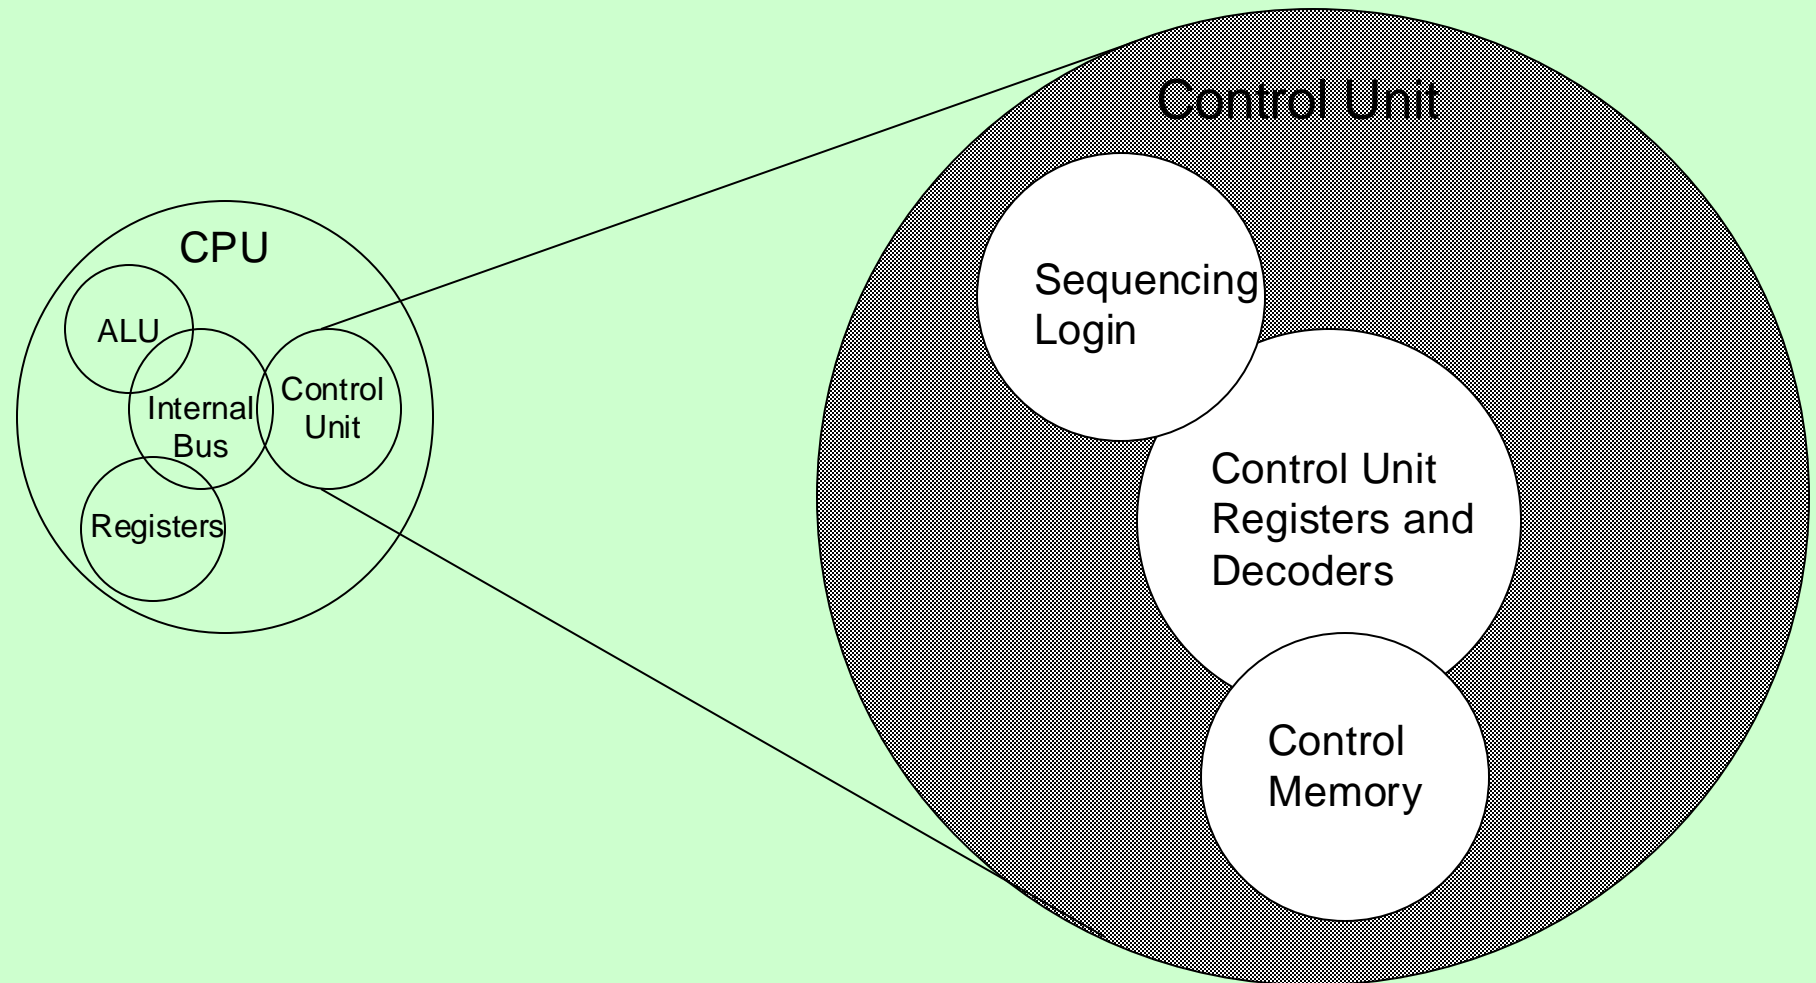 CPU
ALU
Internal
Bus
Control
Unit
Registers
Control Unit
Sequencing
Login
Control Unit
Registers and
Decoders
Control
Memory